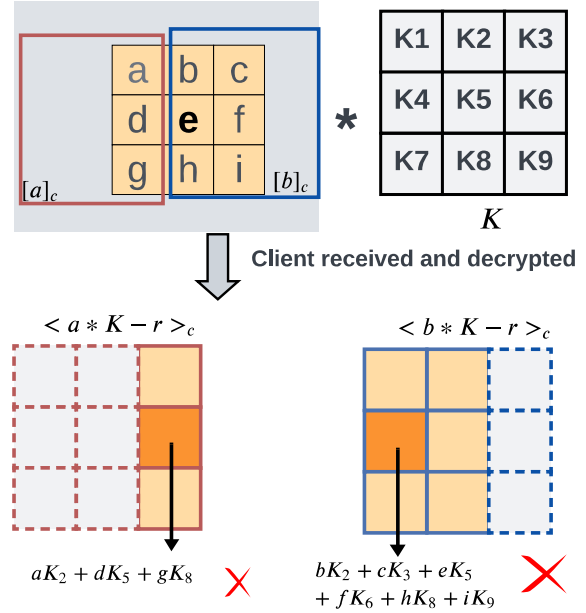 a b c
d e f
g h i
[a]c
[b]c
*
K1 K2 K3
K4 K5 K6
K7 K8 K9
K
Client received and decrypted
< a * K − r >c
< b * K − r >c
aK2 + dK5 + gK8
bK2 + cK3 + eK5
+ fK6 + hK8 + iK9